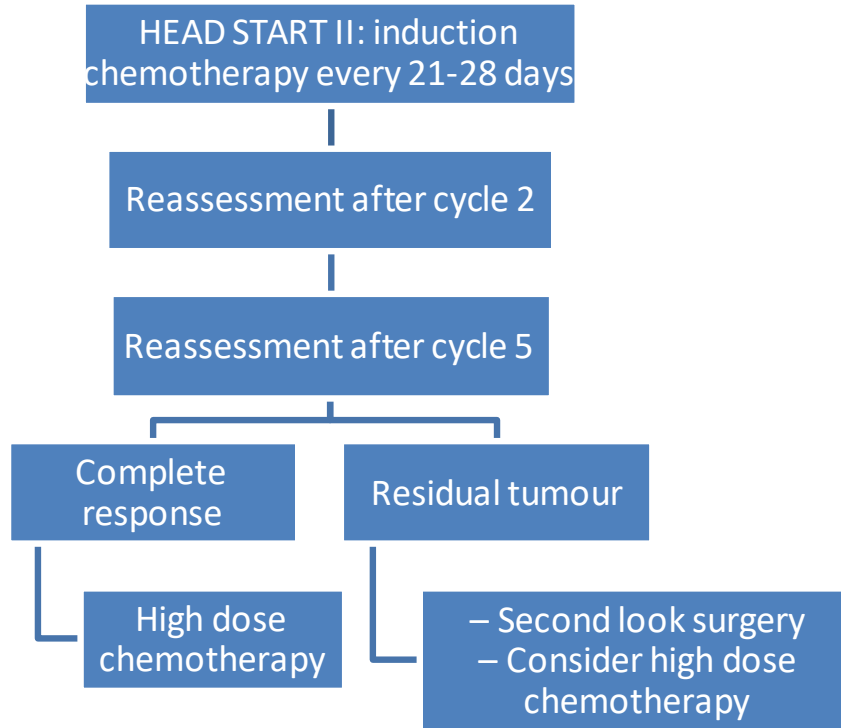 HEAD START II: induction
chemotherapy every 21-28 days
Reassessment after cycle 2
Reassessment after cycle 5
Complete
response
Residual tumour
High dose
chemotherapy
– Second look surgery
– Consider high dose
chemotherapy